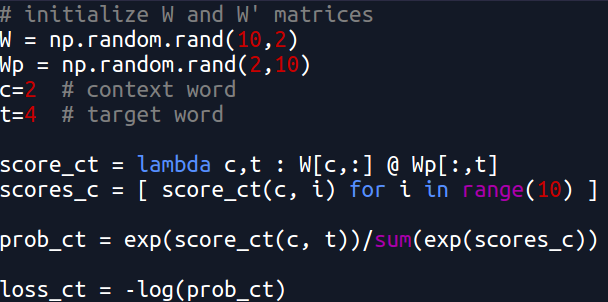 # initialize W and W' matrices
W = np.random.rand(10,2)
Wp = np.random.rand(2,10)
c=2  # context word
t=4  # target word
score_ct = lambda c,t : W[c,:] @ Wp[:,t]
scores_c = [ score_ct(c, i) for i in range(10) ]
prob_ct = exp(score_ct(c, t))/sum(exp(scores_c))
loss_ct = -log(prob_ct)